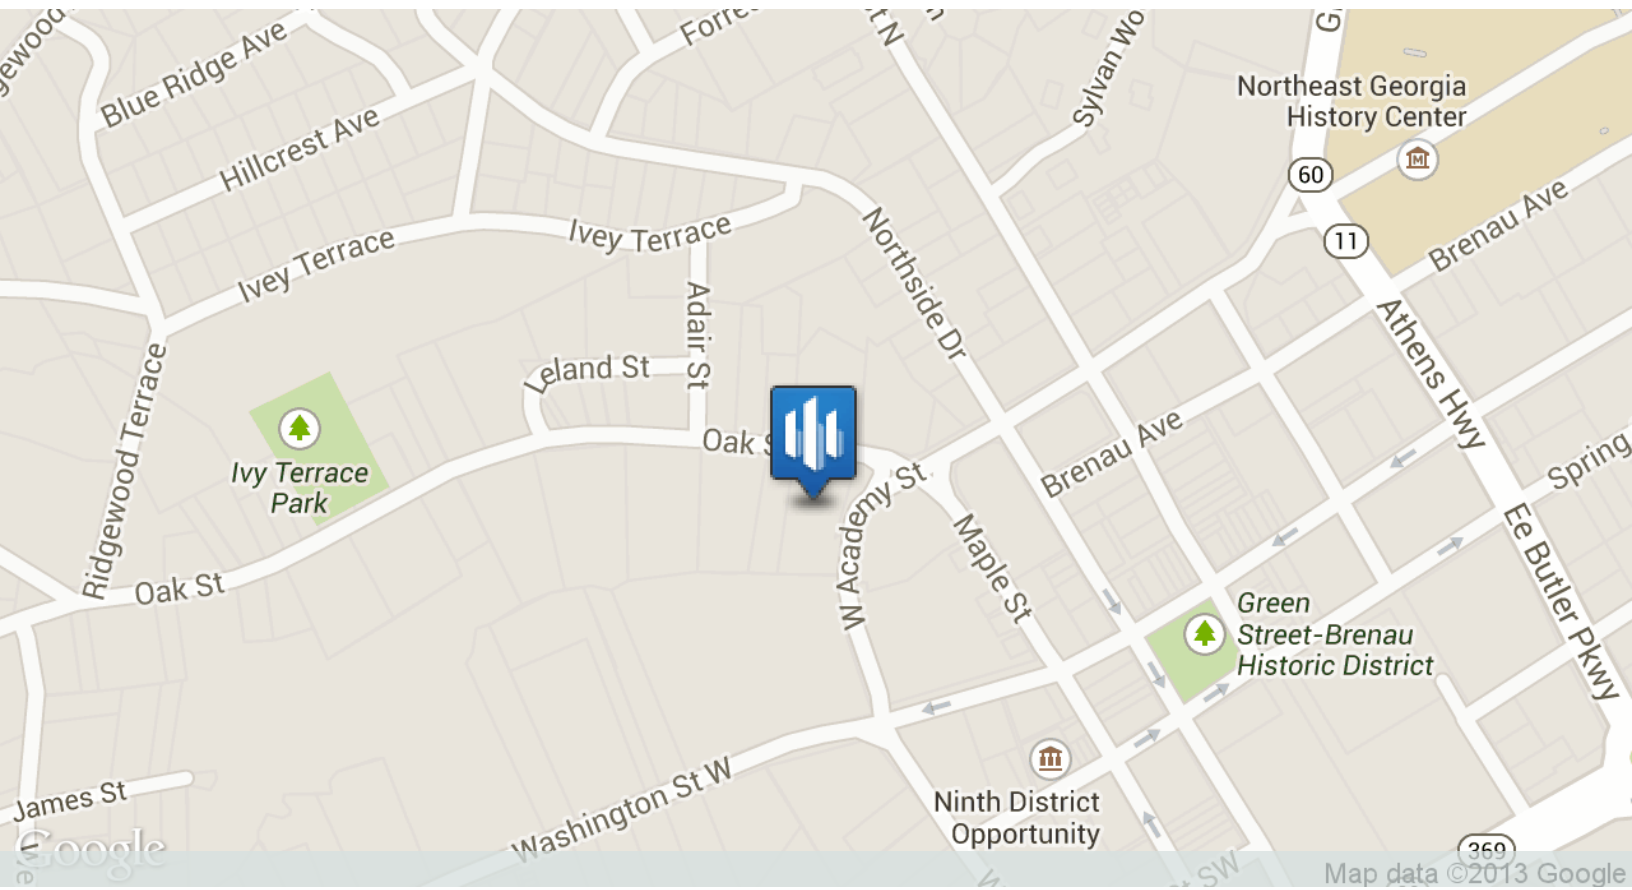 Forre
Sylvan Wo
Blue Ridge Ave
Hillcrest Ave
Northeast Georgia
History Center
60
11
Brenau Ave
Ivey Terrace
Ivey Terrace
Northside Dr
Adair St
Leland St
Athens Hwy
Ridgewood Terrace
Ivy Terrace
Park
Oak S
W Academy St
Brenau Ave
Spring
Oak St
Maple St
Ee Butler Pkwy
Green
Street-Brenau
Historic District
James St
Washington St W
Ninth District
Opportunity
369
Google
Map data ©2013 Google